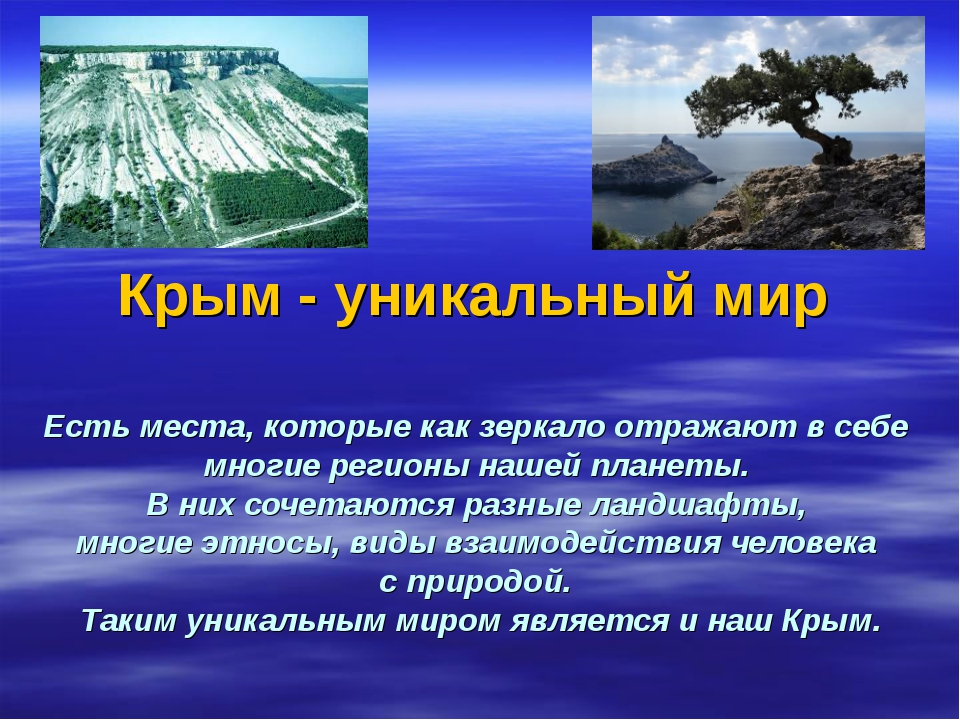 Крым - уникальный мир
Есть места, которые как зеркало отражают в себе
многие регионы нашей планеты.
В них сочетаются разные ландшафты,
многие этносы, виды взаимодействия человека
с природой.
Таким уникальным миром является и наш Крым.